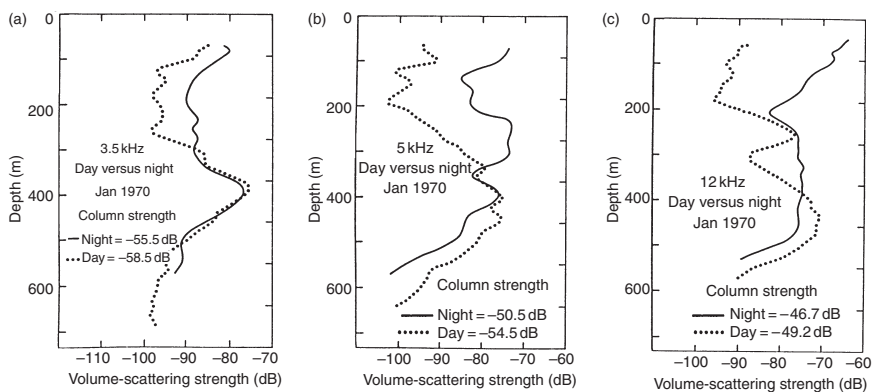 (a)
0
200
400
600
Depth (m)
3.5 kHz
Day versus night
Jan 1970
Column strength
Night = −55.5 dB
Day = −58.5 dB
−110 −100 −90 −80 −70
Volume-scattering strength (dB)
(b)
0
200
400
600
Depth (m)
5 kHz
Day versus night
Jan 1970
Column strength
Night = −50.5 dB
Day = −54.5 dB
−100 −90 −80 −70 −60
Volume-scattering strength (dB)
(c)
0
200
400
600
Depth (m)
12 kHz
Day versus night
Jan 1970
Column strength
Night = −46.7 dB
Day = −49.2 dB
−100 −90 −80 −70 −60
Volume-scattering strength (dB)